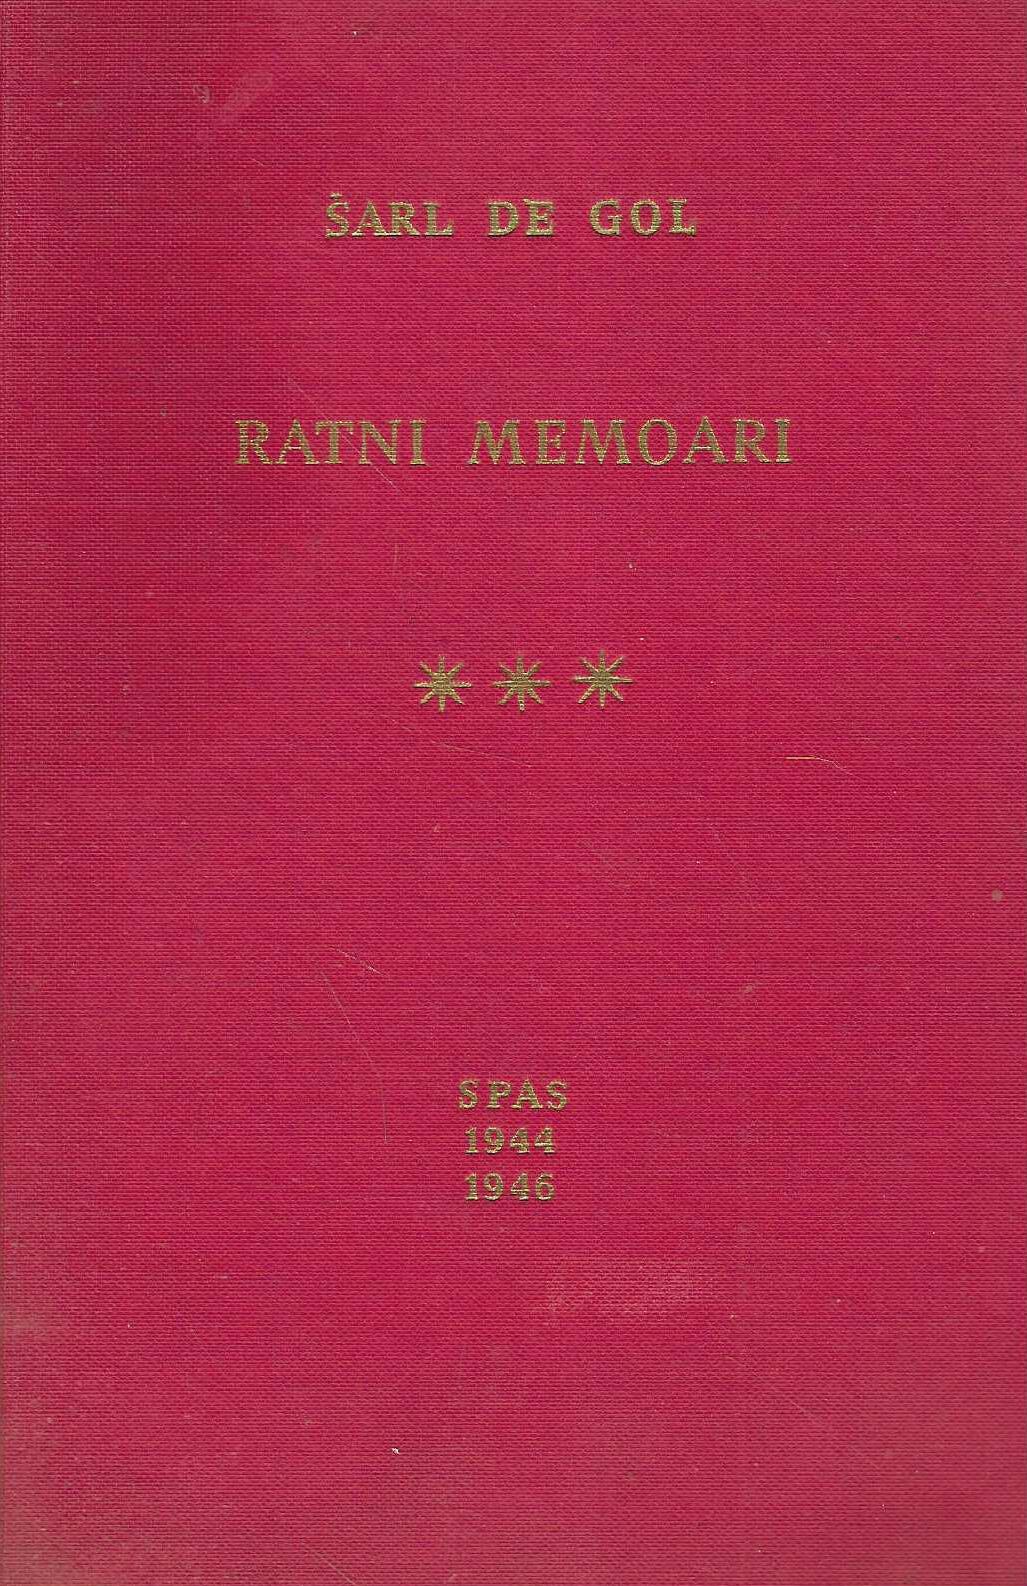 ŠARL DE GOL
RATNI MEMOARI
SPAS
1944
1946